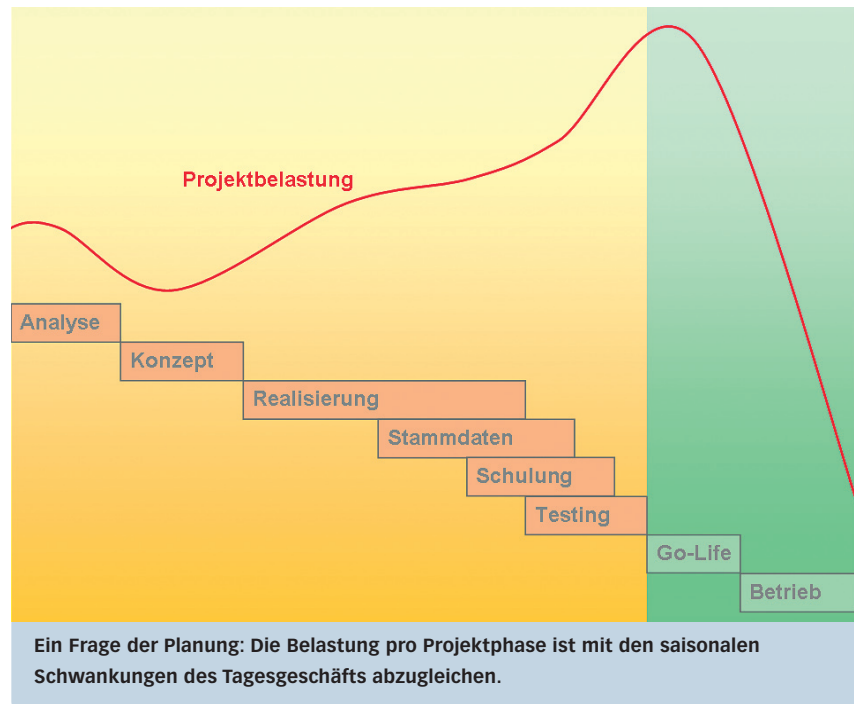 Projektbelastung
Analyse
Konzept
Realisierung
Stammdaten
Schulung
Testing
Go-Life
Betrieb
Ein Frage der Planung: Die Belastung pro Projektphase ist mit den saisonalen
Schwankungen des Tagesgeschäfts abzugleichen.